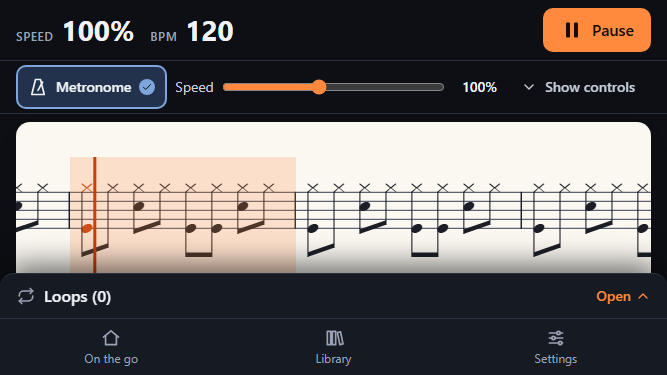 SPEED 100% BPM 120
Pause
Metronome Speed 100% Show controls
Loops (0) Open
On the go Library Settings